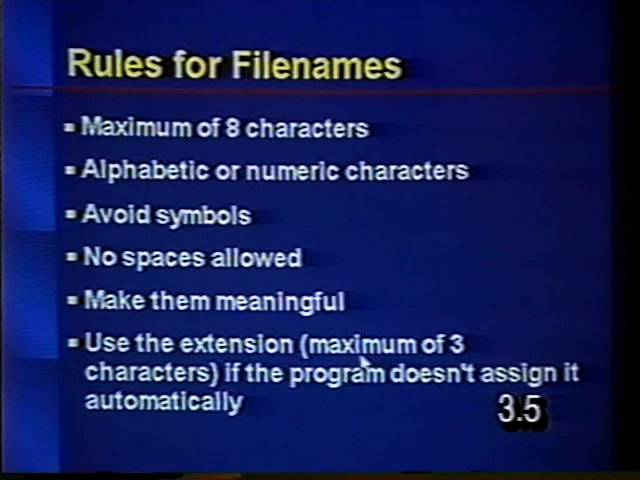 Rules for Filenames
▪ Maximum of 8 characters
▪ Alphabetic or numeric characters
▪ Avoid symbols
▪ No spaces allowed
▪ Make them meaningful
▪ Use the extension (maximum of 3
characters) if the program doesn't assign it
automatically
3.5